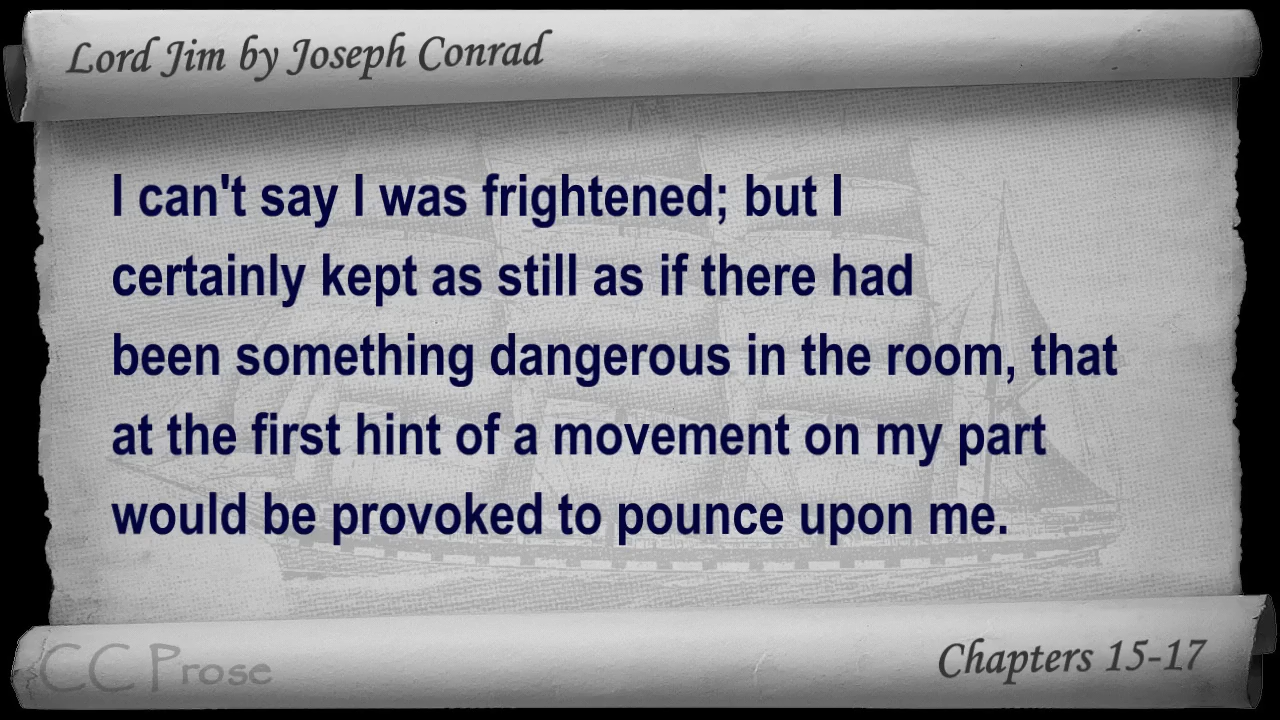 Lord Jim by Joseph Conrad
I can't say I was frightened; but I
certainly kept as still as if there had
been something dangerous in the room, that
at the first hint of a movement on my part
would be provoked to pounce upon me.
CC Prose
Chapters 15-17